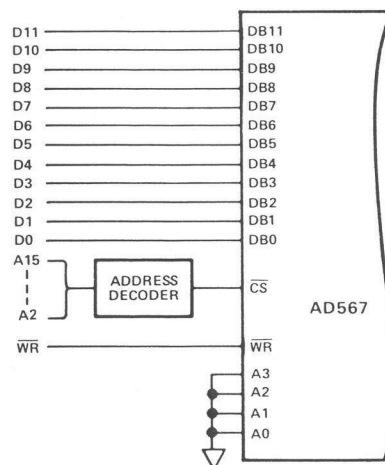 D11 DB11
D10 DB10
D9 DB9
D8 DB8
D7 DB7
D6 DB6
D5 DB5
D4 DB4
D3 DB3
D2 DB2
D1 DB1
D0 DB0
A15
ADDRESS
DECODER
CS
A2
AD567
WR WR
A3
A2
A1
A0